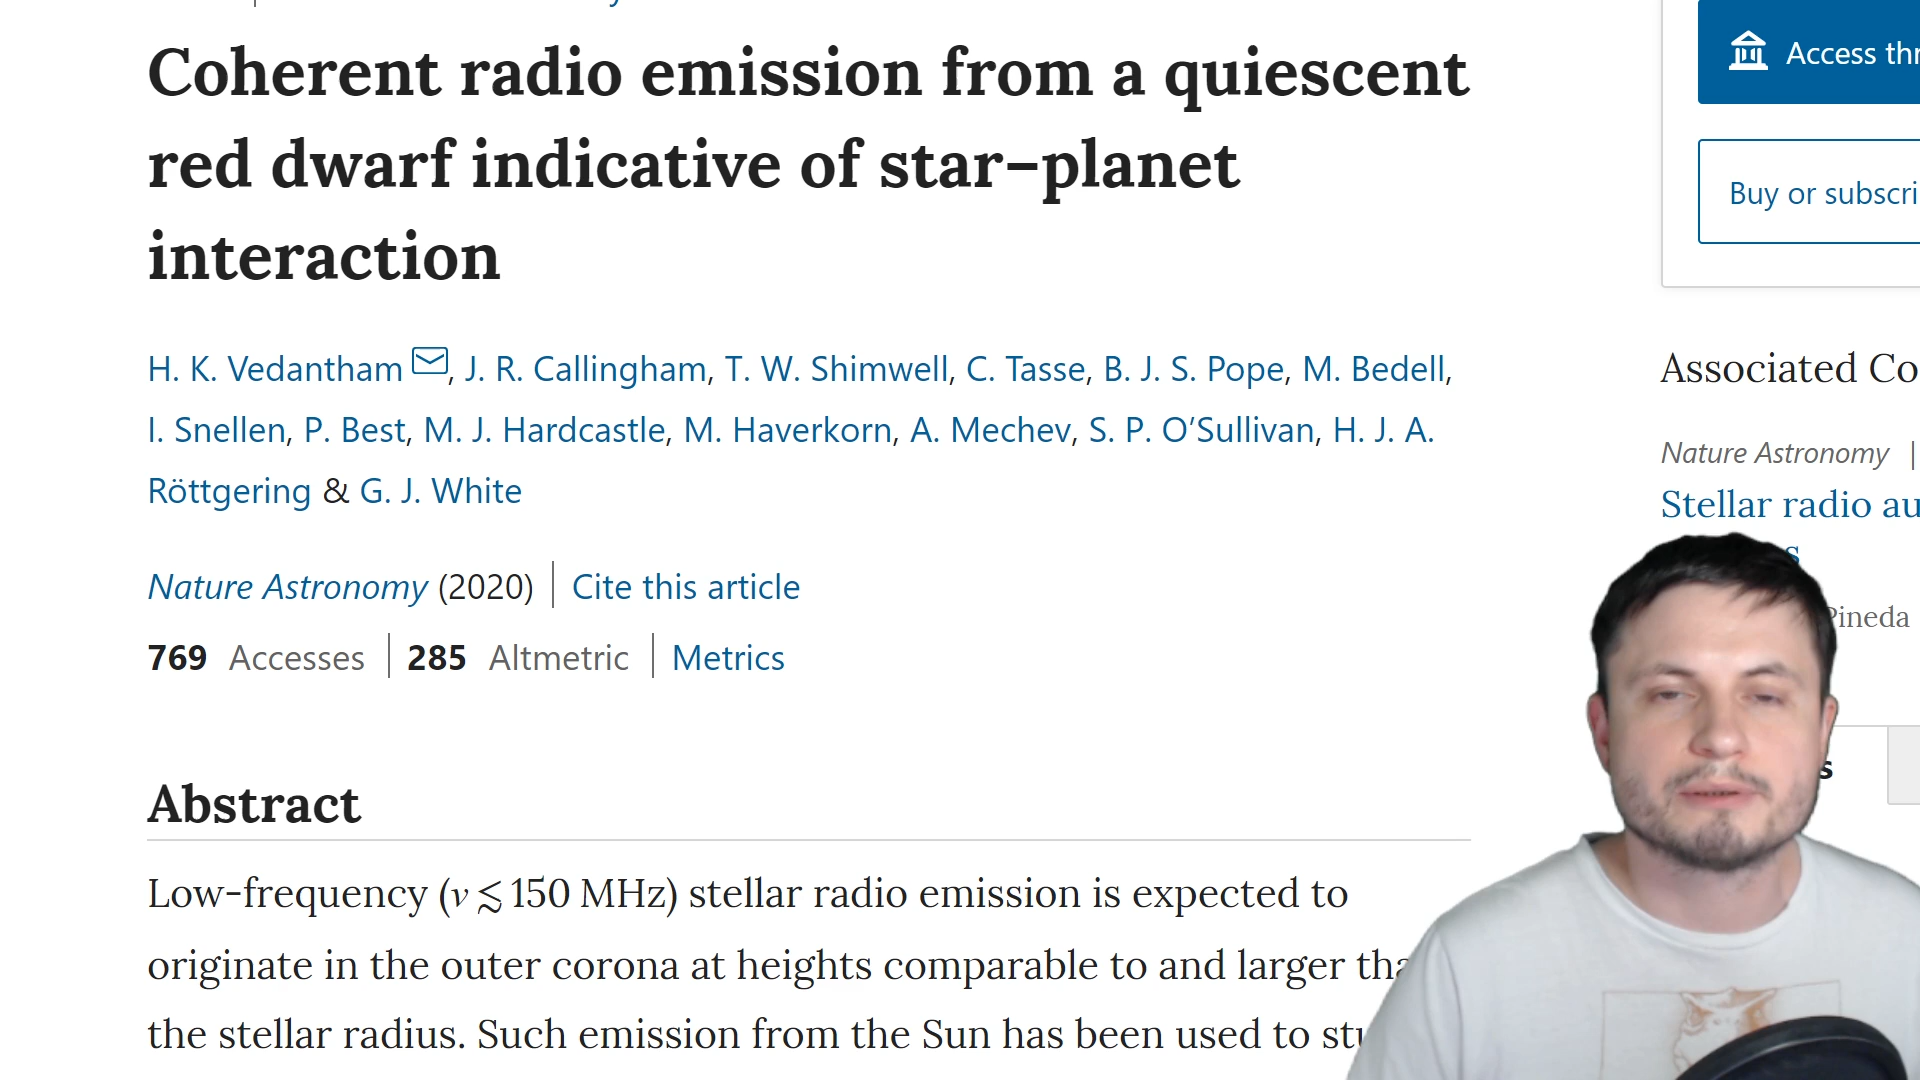 Coherent radio emission from a quiescent
red dwarf indicative of star–planet
interaction
H. K. Vedantham, J. R. Callingham, T. W. Shimwell, C. Tasse, B. J. S. Pope, M. Bedell,
I. Snellen, P. Best, M. J. Hardcastle, M. Haverkorn, A. Mechev, S. P. O’Sullivan, H. J. A.
Röttgering & G. J. White
Nature Astronomy (2020) | Cite this article
769 Accesses | 285 Altmetric | Metrics
Abstract
Low-frequency (ν ≲ 150 MHz) stellar radio emission is expected to
originate in the outer corona at heights comparable to and larger
the stellar radius. Such emission from the Sun has been used to
Access
Buy or
Associated
Nature Astronomy |
Stellar radio
Pineda